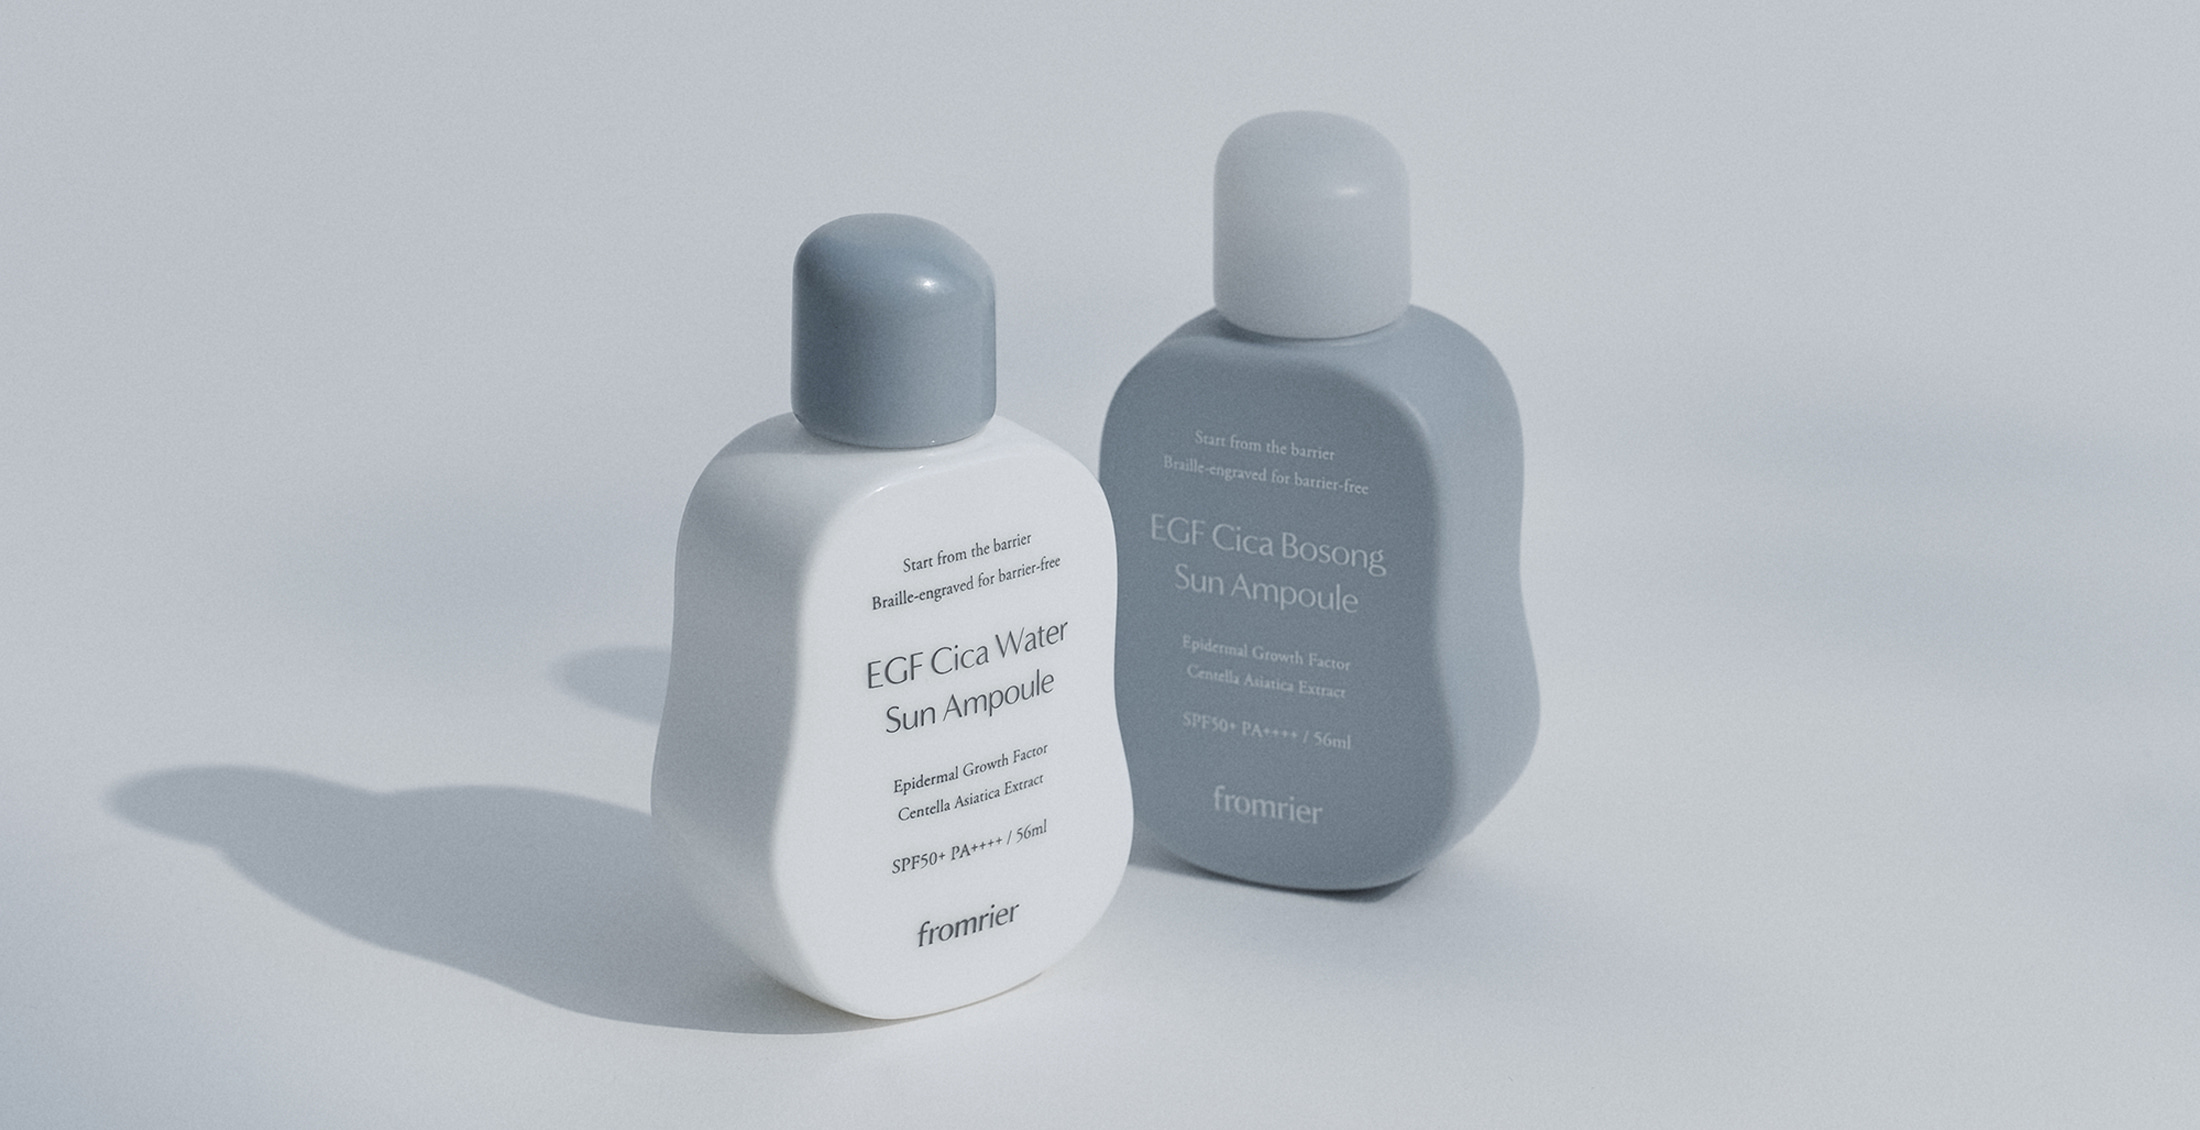 Start from the barrier
Braille-engraved for barrier-free
EGF Cica Water
Sun Ampoule
Epidermal Growth Factor
Centella Asiatica Extract
SPF50+ PA++++ / 56ml
fromrier
Start from the barrier
Braille-engraved for barrier-free
EGF Cica Bosong
Sun Ampoule
Epidermal Growth Factor
Centella Asiatica Extract
SPF50+ PA++++ / 56ml
fromrier